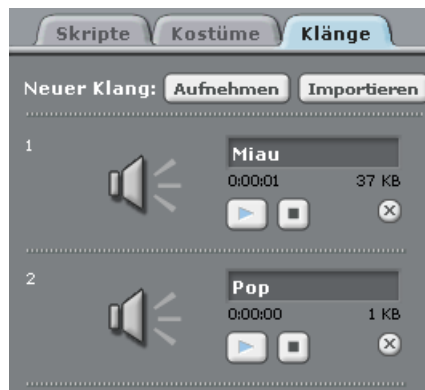 Skripte Kostüme Klänge
Neuer Klang: Aufnehmen Importieren
1
Miau
0:00:01 37 KB
2
Pop
0:00:00 1 KB